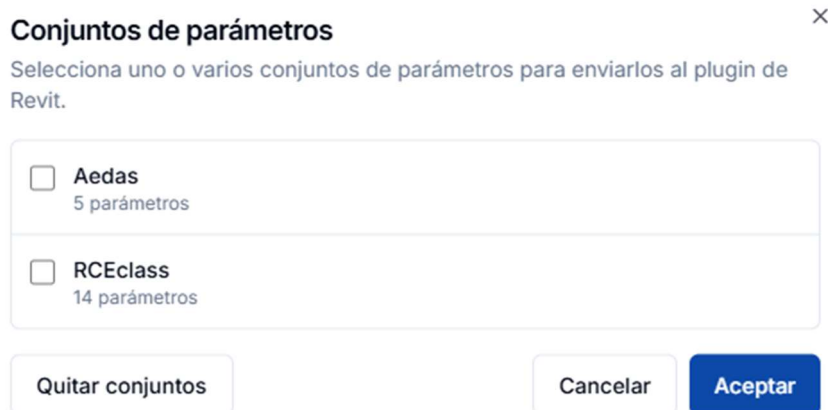 Conjuntos de parámetros
Selecciona uno o varios conjuntos de parámetros para enviarlos al plugin de
Revit.
Aedas
5 parámetros
RCEclass
14 parámetros
Quitar conjuntos
Cancelar
Aceptar